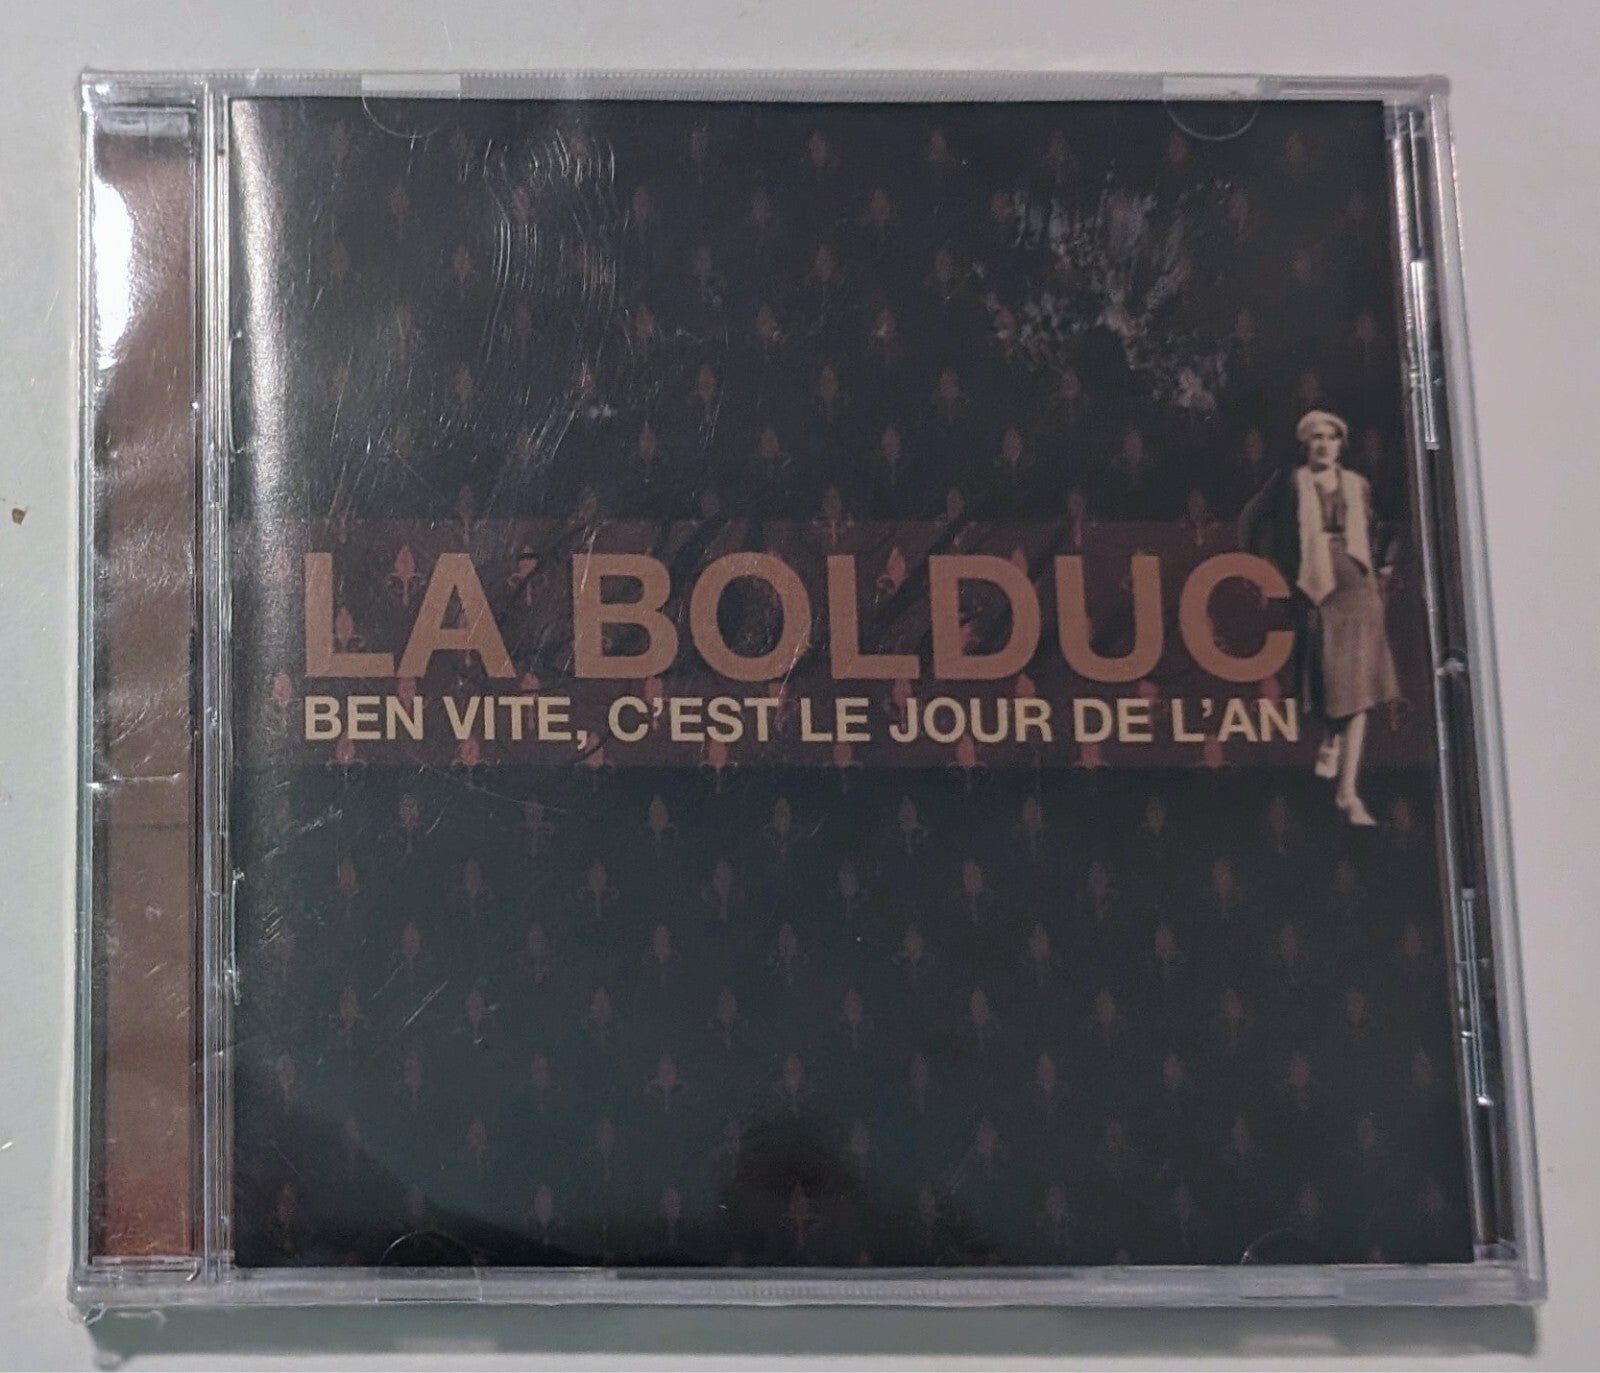 LA BOLDUC
BEN VITE, C'EST LE JOUR DE L'AN